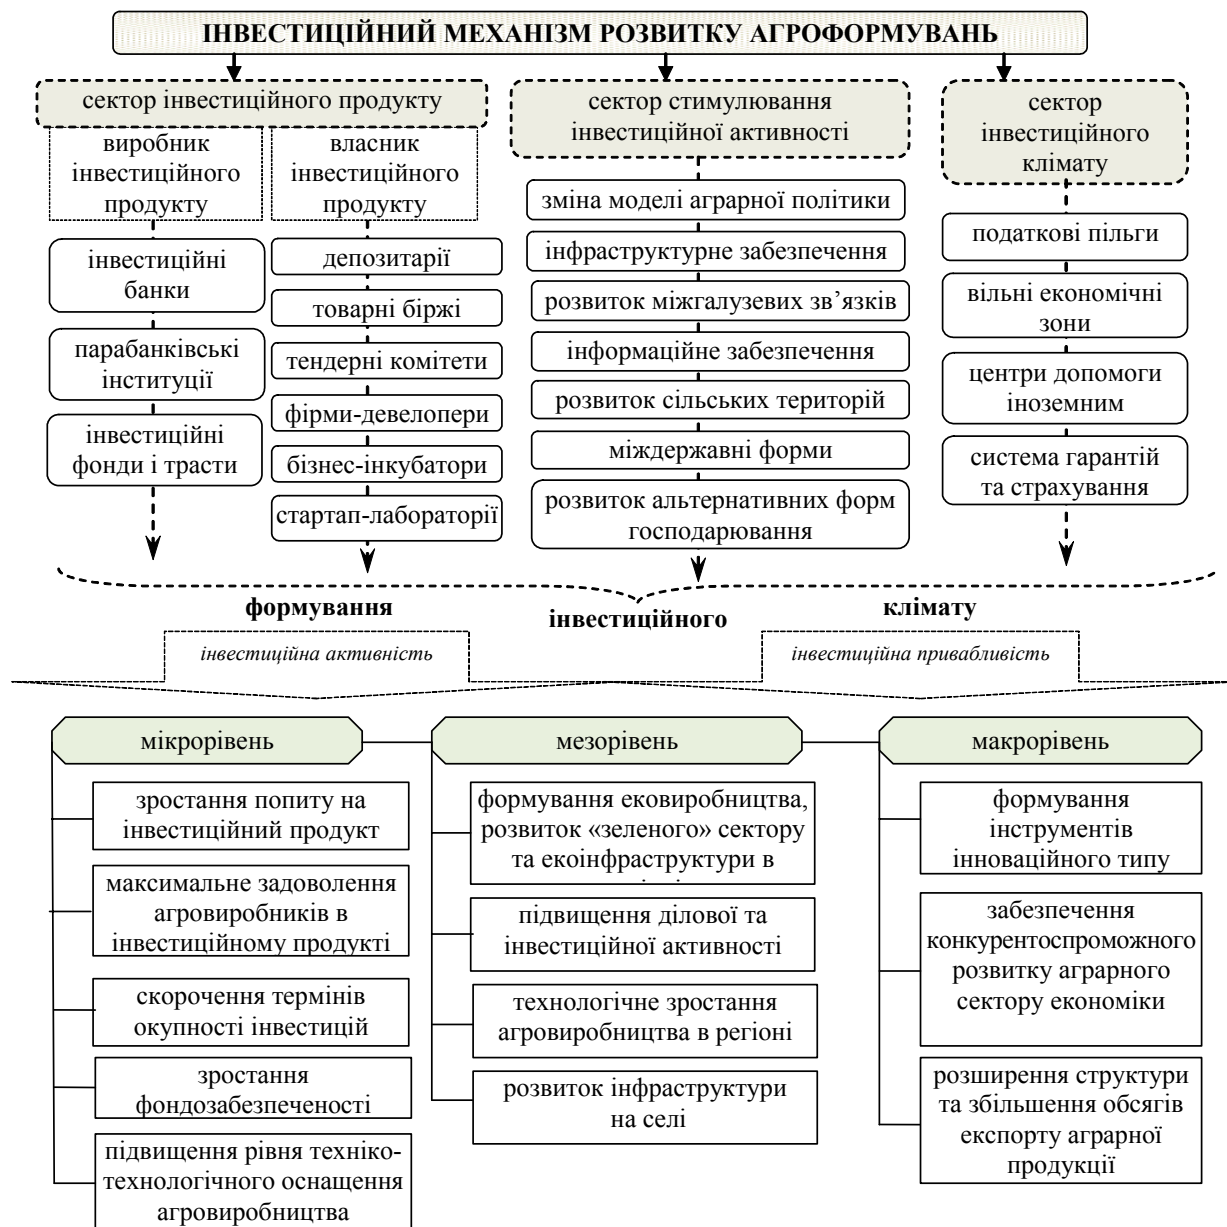 ІНВЕСТИЦІЙНИЙ МЕХАНІЗМ РОЗВИТКУ АГРОФОРМУВАНЬ
сектор інвестиційного продукту
виробник
інвестиційного
продукту
власник
інвестиційного
продукту
інвестиційні
банки
парабанківські
інституції
інвестиційні
фонди і трасти
депозитарії
товарні біржі
тендерні комітети
фірми-девелопери
бізнес-інкубатори
стартап-лабораторії
сектор стимулювання
інвестиційної активності
зміна моделі аграрної політики
інфраструктурне забезпечення
розвиток міжгалузевих зв’язків
інформаційне забезпечення
розвиток сільських територій
міждержавні форми
розвиток альтернативних форм
господарювання
сектор
інвестиційного
клімату
податкові пільги
вільні економічні
зони
центри допомоги
іноземним
система гарантій
та страхування
формування інвестиційного клімату
інвестиційна активність
інвестиційна привабливість
мікрорівень
зростання попиту на
інвестиційний продукт
максимальне задоволення
агровиробників в
інвестиційному продукті
скорочення термінів
окупності інвестицій
зростання
фондозабезпеченості
підвищення рівня техніко-
технологічного оснащення
агровиробництва
мезорівень
формування ековиробництва,
розвиток «зеленого» сектору
та екоінфраструктури в
підвищення ділової та
інвестиційної активності
технологічне зростання
агровиробництва в регіоні
розвиток інфраструктури
на селі
макрорівень
формування
інструментів
інноваційного типу
забезпечення
конкурентоспроможного
розвитку аграрного
сектору економіки
розширення структури
та збільшення обсягів
експорту аграрної
продукції